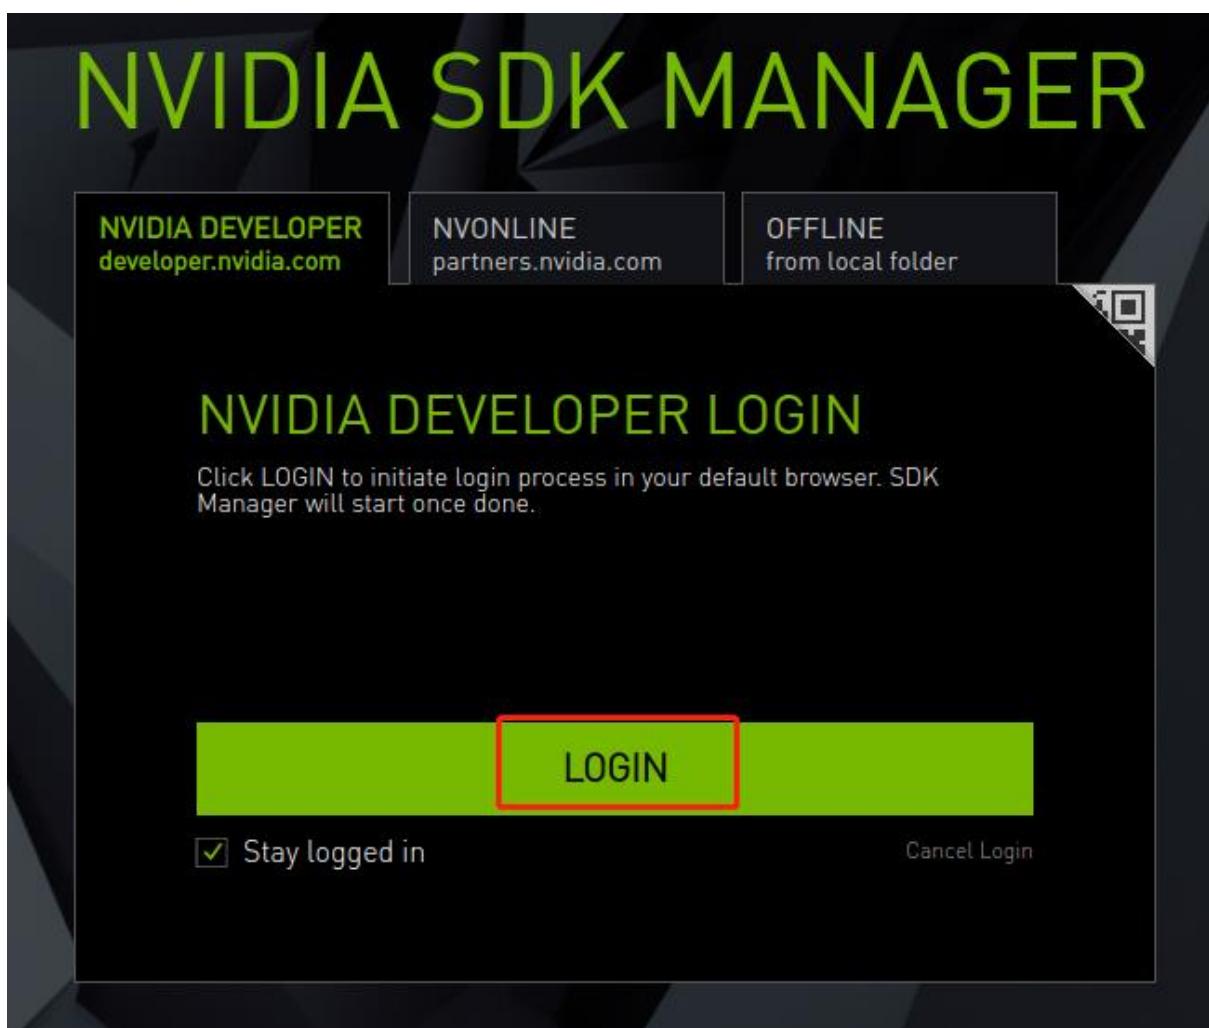 NVIDIA SDK MANAGER
NVIDIA DEVELOPER
developer.nvidia.com
NVONLINE
partners.nvidia.com
OFFLINE
from local folder
NVIDIA DEVELOPER LOGIN
Click LOGIN to initiate login process in your default browser. SDK
Manager will start once done.
LOGIN
Stay logged in
Cancel Login